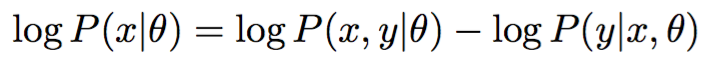 log P(x|θ) = log P(x, y|θ) − log P(y|x, θ)